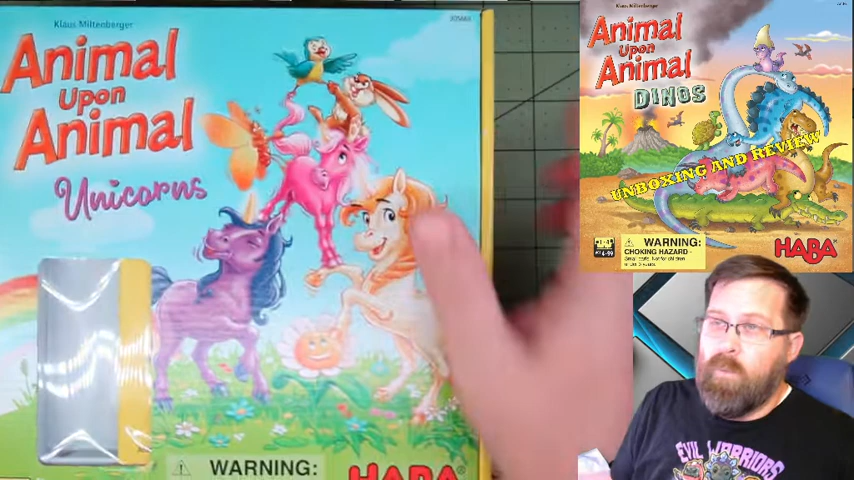 Klaus Miltenberger
Animal
Upon
Animal
Unicorns
WARNING:
HABA
Klaus Miltenberger
Animal
Upon
Animal
DINOS
UNBOXING AND REVIEW
WARNING:
CHOKING HAZARD -
HABA
EVIL WARRIORS